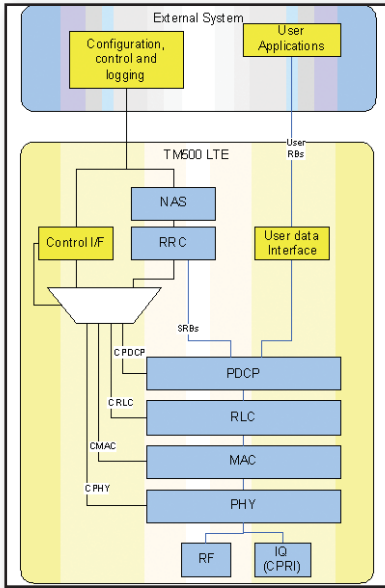 External System
Configuration,
control and
logging
User
Applications
User
RBs
TM500 LTE
NAS
Control I/F
RRC
User data
Interface
SRBs
CPDCP
PDCP
CRLC
RLC
CMAC
MAC
CPHY
PHY
RF
IQ
(CPRI)